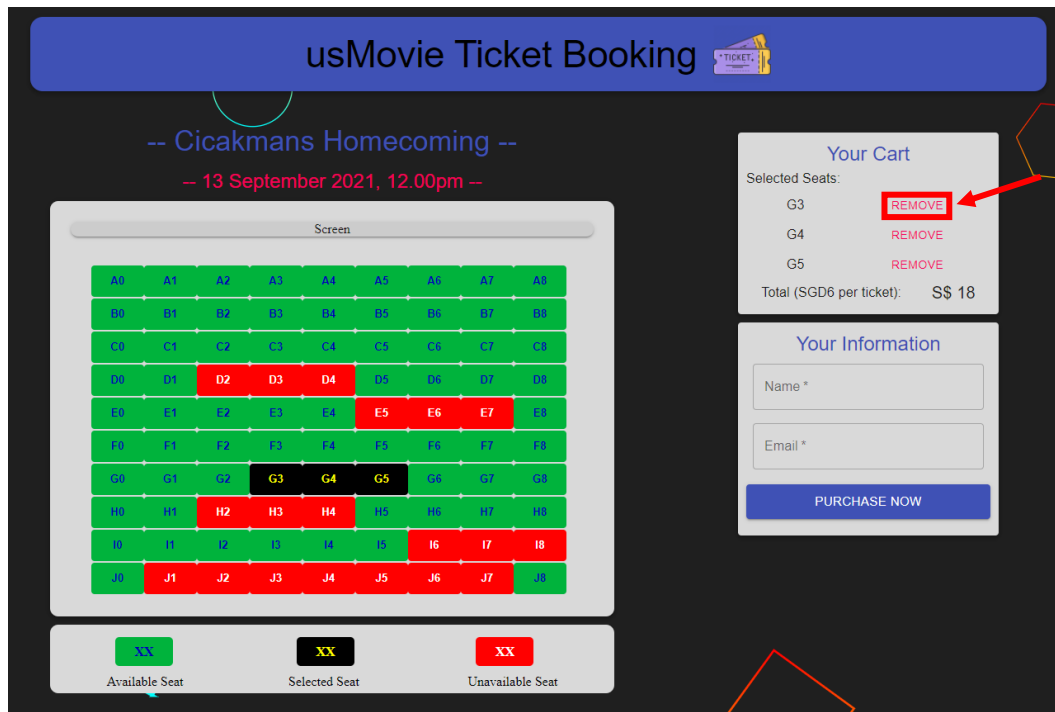 usMovie Ticket Booking
TICKET
-- Cicakmans Homecoming --
-- 13 September 2021, 12.00pm --
Screen
A0 A1 A2 A3 A4 A5 A6 A7 A8
B0 B1 B2 B3 B4 B5 B6 B7 B8
C0 C1 C2 C3 C4 C5 C6 C7 C8
D0 D1 D2 D3 D4 D5 D6 D7 D8
E0 E1 E2 E3 E4 E5 E6 E7 E8
F0 F1 F2 F3 F4 F5 F6 F7 F8
G0 G1 G2 G3 G4 G5 G6 G7 G8
H0 H1 H2 H3 H4 H5 H6 H7 H8
I0 I1 I2 I3 I4 I5 I6 I7 I8
J0 J1 J2 J3 J4 J5 J6 J7 J8
XX XX XX
Available Seat Selected Seat Unavailable Seat
Your Cart
Selected Seats:
G3 REMOVE
G4 REMOVE
G5 REMOVE
Total (SGD6 per ticket): S$ 18
Your Information
Name *
Email *
PURCHASE NOW